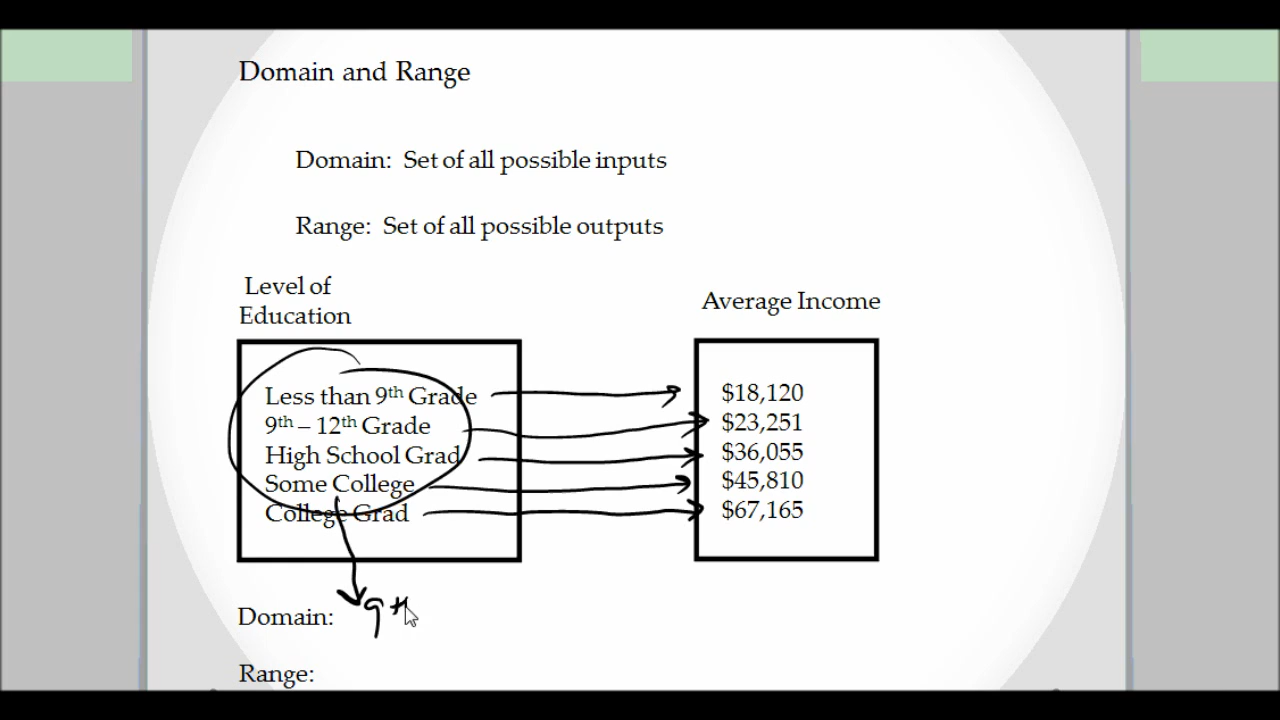 Domain and Range
Domain: Set of all possible inputs
Range: Set of all possible outputs
Level of
Education
Average Income
Less than 9th Grade
9th – 12th Grade
High School Grad
Some College
College Grad
$18,120
$23,251
$36,055
$45,810
$67,165
Domain: 9th
Range: